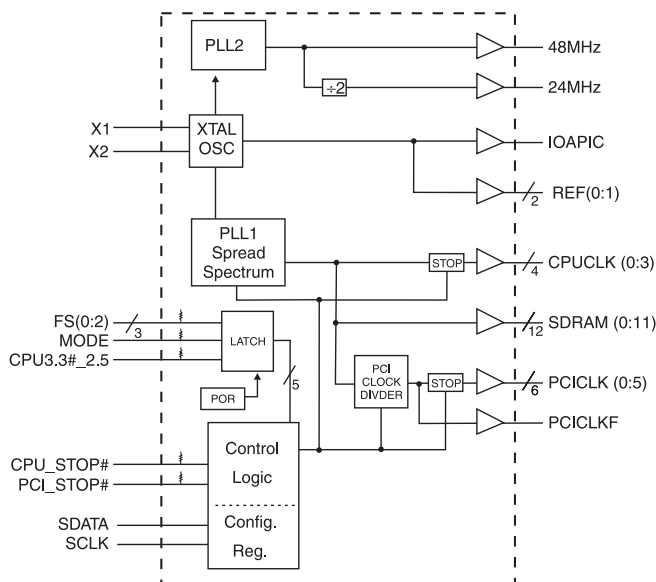 PLL2
48MHz
÷2
24MHz
X1
X2
XTAL
OSC
IOAPIC
REF(0:1)
2
PLL1
Spread
Spectrum
STOP
CPUCLK (0:3)
4
FS(0:2)
3
MODE
CPU3.3#_2.5
LATCH
SDRAM (0:11)
12
POR
5
PCI
CLOCK
DIVDER
STOP
PCICLK (0:5)
6
PCICLKF
CPU_STOP#
PCI_STOP#
Control
Logic
SDATA
SCLK
Config.
Reg.